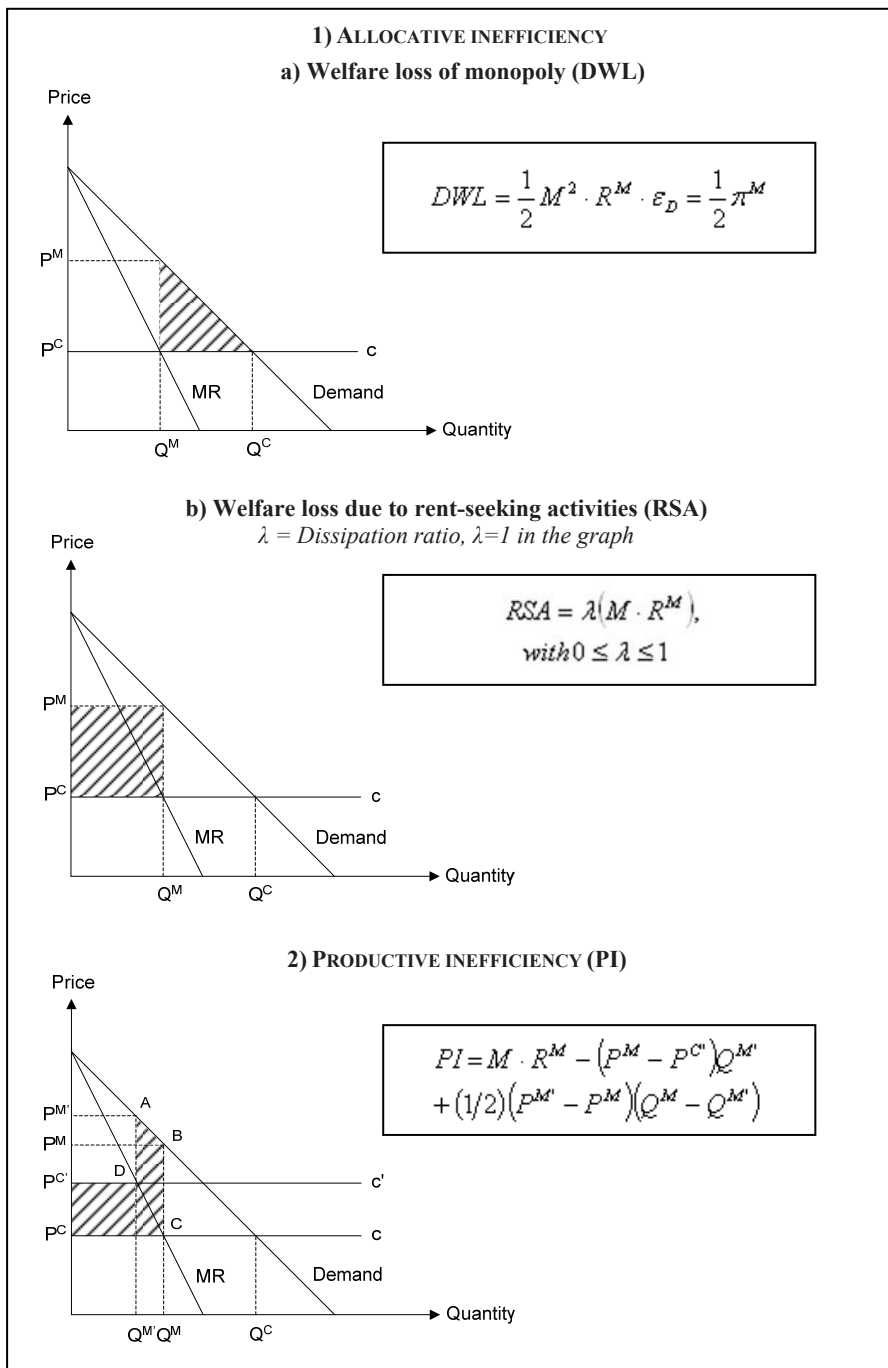 1) ALLOCATIVE INEFFICIENCY
a) Welfare loss of monopoly (DWL)
Price
DWL = 1/2 M² · R^M · ε_D = 1/2 π^M
P^M
P^C
c
MR
Demand
Quantity
Q^M
Q^C
b) Welfare loss due to rent-seeking activities (RSA)
λ = Dissipation ratio, λ=1 in the graph
Price
RSA = λ(M · R^M),
with 0 ≤ λ ≤ 1
P^M
P^C
c
MR
Demand
Quantity
Q^M
Q^C
2) PRODUCTIVE INEFFICIENCY (PI)
Price
PI = M · R^M − (P^M − P^C')Q^M'
+ (1/2)(P^M' − P^M)(Q^M − Q^M')
P^M'
A
P^M
B
P^C'
D
c'
P^C
C
c
MR
Demand
Quantity
Q^M' Q^M
Q^C